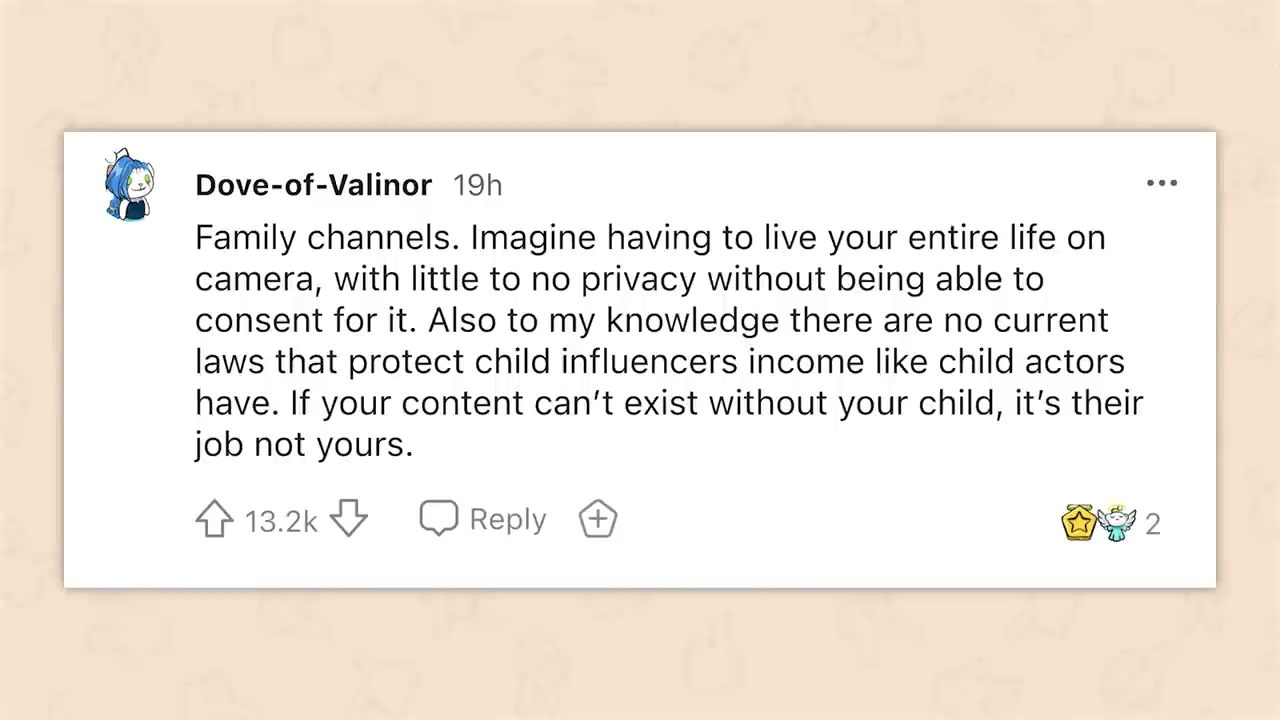 Dove-of-Valinor 19h
Family channels. Imagine having to live your entire life on
camera, with little to no privacy without being able to
consent for it. Also to my knowledge there are no current
laws that protect child influencers income like child actors
have. If your content can’t exist without your child, it’s their
job not yours.
13.2k Reply 2